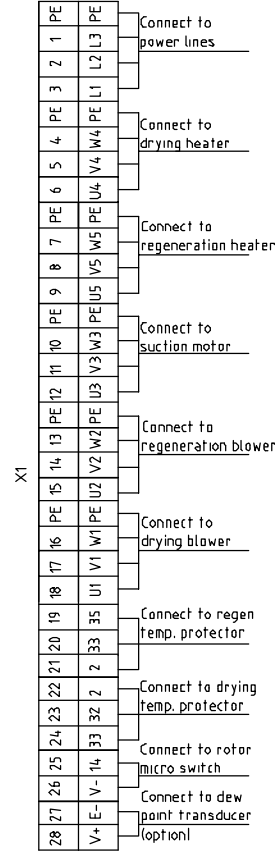 X1
PE PE
1 L3
2 L2
3 L1
Connect to
power lines
PE PE
4 W4
5 V4
6 U4
Connect to
drying heater
PE PE
7 W5
8 V5
9 U5
Connect to
regeneration heater
PE PE
10 W3
11 V3
12 U3
Connect to
suction motor
PE PE
13 W2
14 V2
15 U2
Connect to
regeneration blower
PE PE
16 W1
17 V1
18 U1
Connect to
drying blower
19 35
20 33
21 2
Connect to regen
temp. protector
22 2
23 32
24 33
Connect to drying
temp. protector
25 14
26 V-
Connect to rotor
micro switch
27 E-
28 V+
Connect to dew
point transducer
(option)